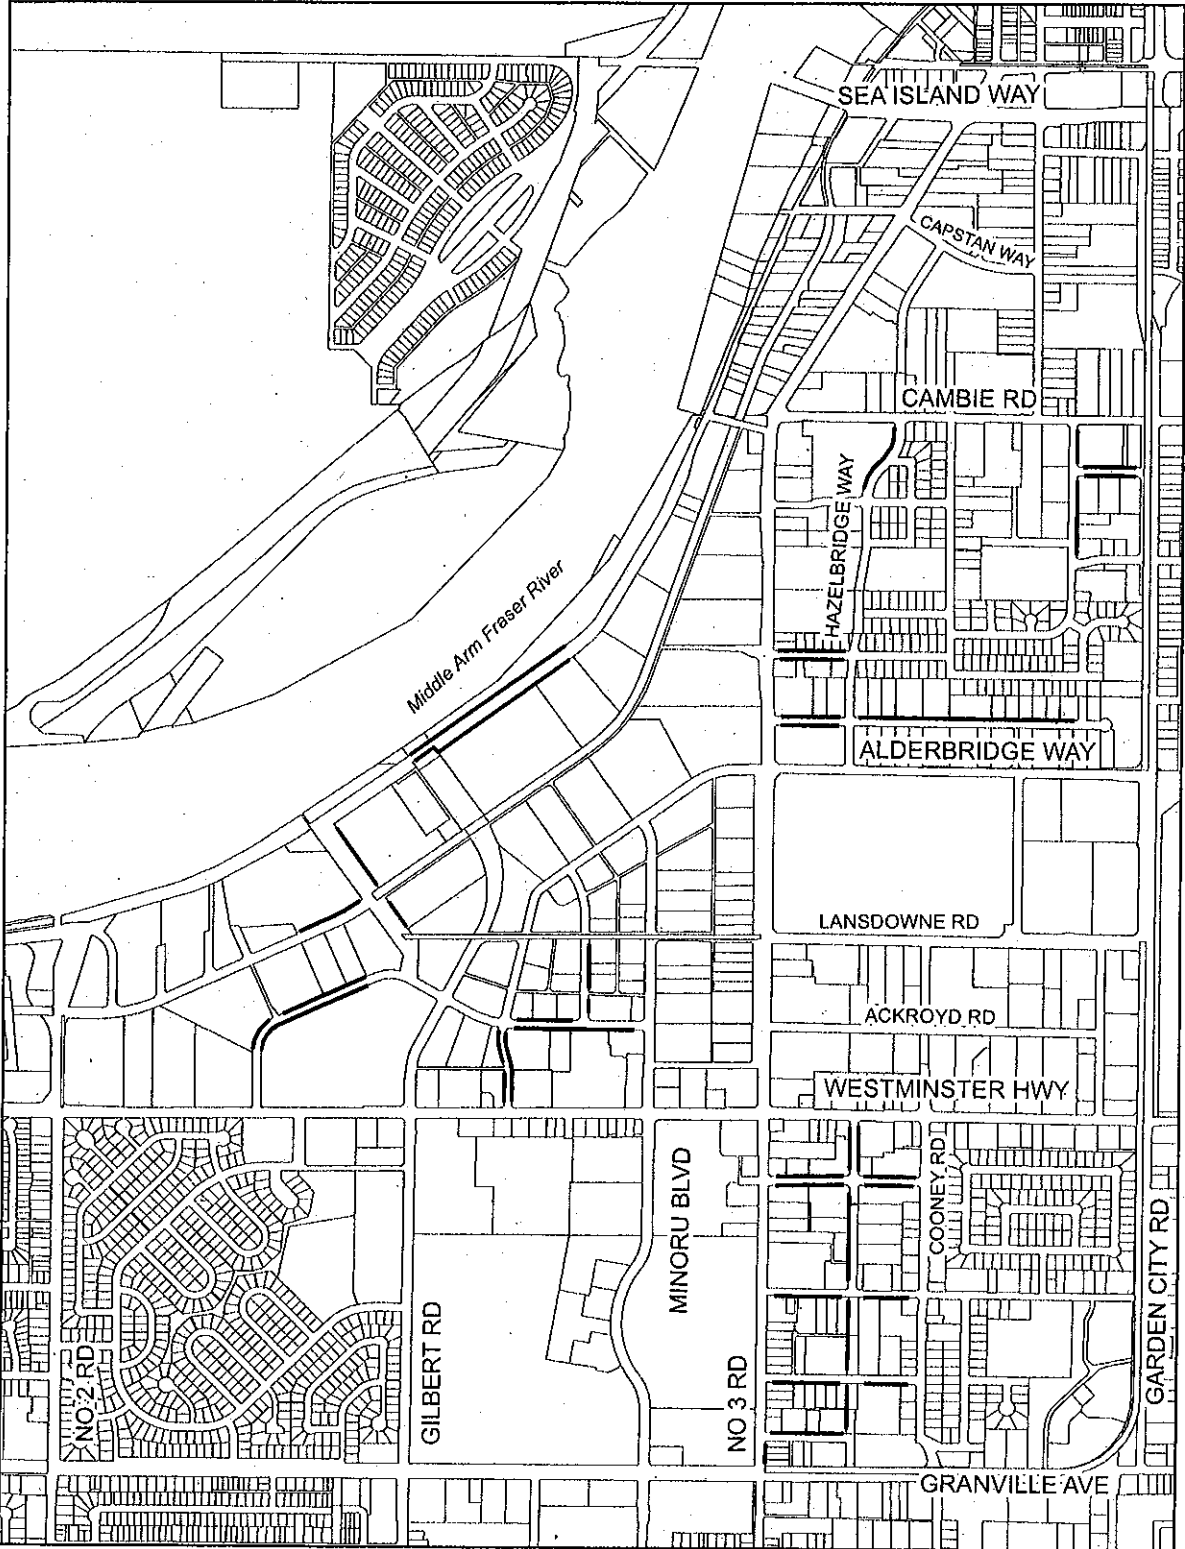 SEA ISLAND WAY
CAPSTAN WAY
CAMBIE RD
HAZELBRIDGE WAY
Middle Arm Fraser River
ALDERBRIDGE WAY
LANSDOWNE RD
ACKROYD RD
WESTMINSTER HWY
COONEY RD
MINORU BLVD
GARDEN CITY RD
GILBERT RD
NO 2 RD
NO 3 RD
GRANVILLE AVE